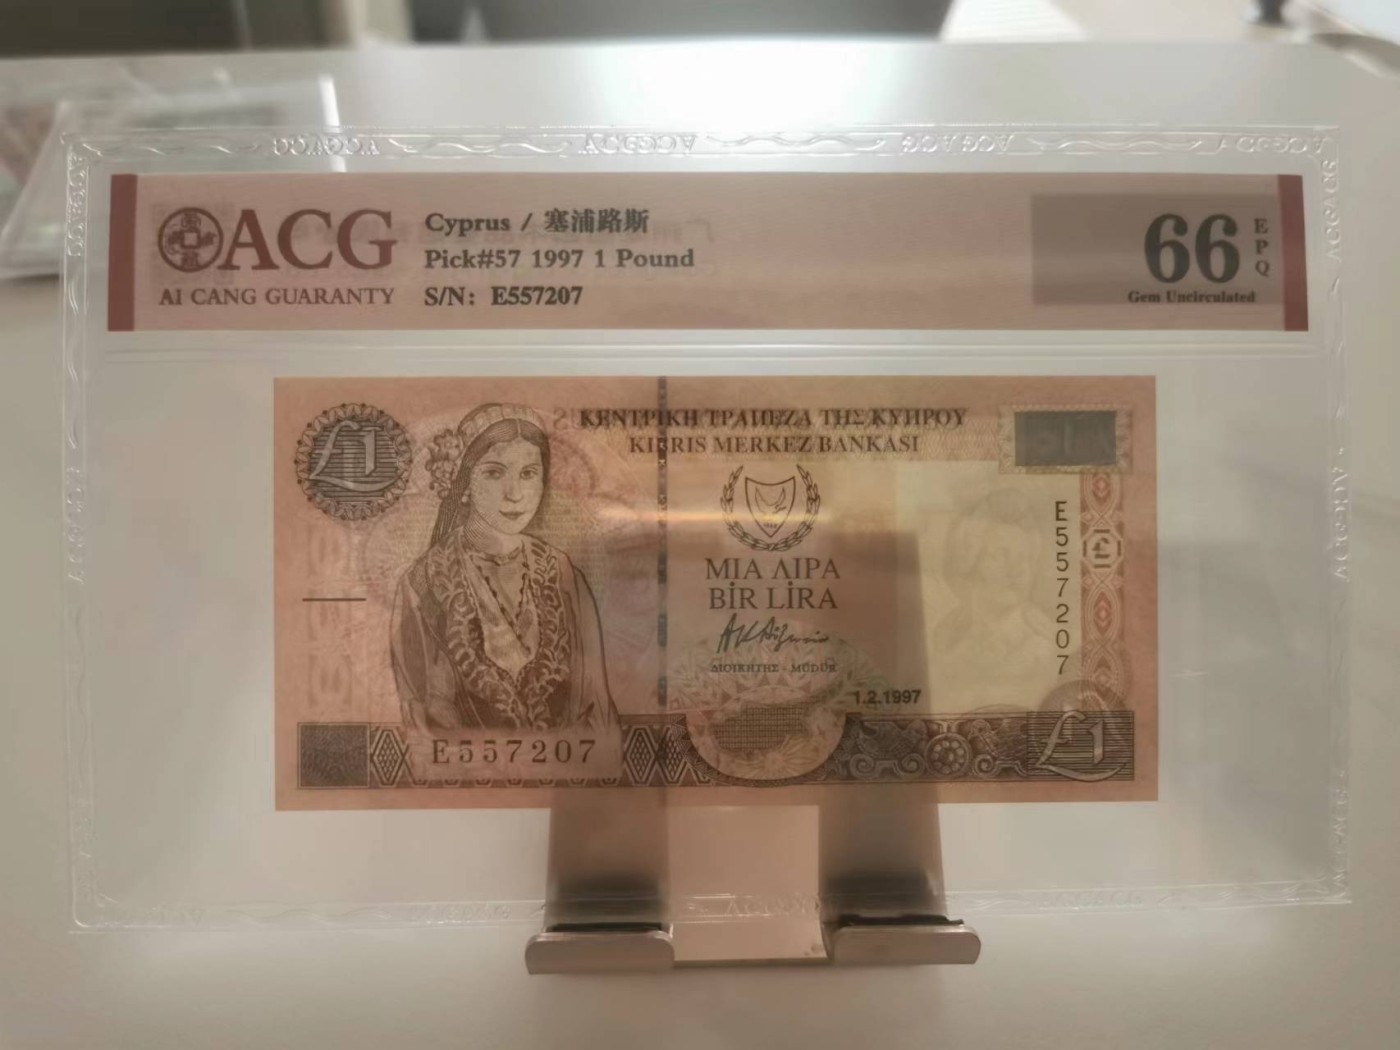 ACG
AI CANG GUARANTY
Cyprus / 塞浦路斯
Pick#57 1997 1 Pound
S/N: E557207
66
EPQ
Gem Uncirculated
£1
ΚΕΝΤΡΙΚΗ ΤΡΑΠΕΖΑ ΤΗΣ ΚΥΠΡΟΥ
KIBRIS MERKEZ BANKASI
E557207
£
ΜΙΑ ΛΙΡΑ
BİR LİRA
ΔΙΟΙΚΗΤΗΣ - MÜDÜR
1.2.1997
E557207
£1